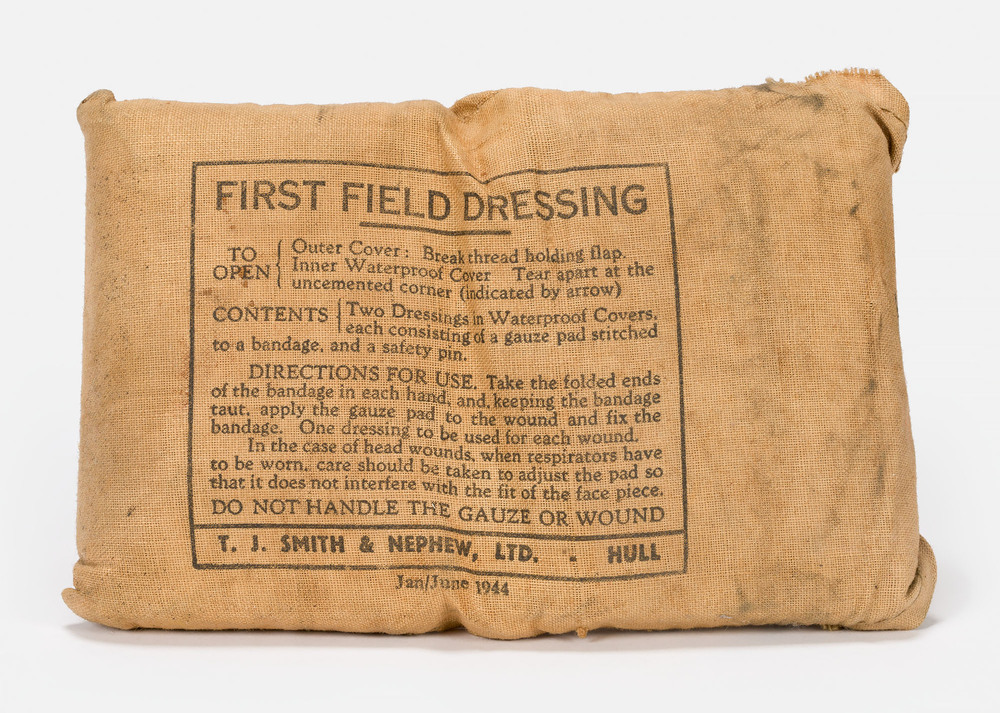 FIRST FIELD DRESSING
TO OPEN { Outer Cover: Break thread holding flap.
Inner Waterproof Cover Tear apart at the
uncemented corner (indicated by arrow)
CONTENTS | Two Dressings in Waterproof Covers,
each consisting of a gauze pad stitched
to a bandage, and a safety pin.
DIRECTIONS FOR USE. Take the folded ends
of the bandage in each hand, and, keeping the bandage
taut, apply the gauze pad to the wound and fix the
bandage. One dressing to be used for each wound.
In the case of head wounds, when respirators have
to be worn, care should be taken to adjust the pad so
that it does not interfere with the fit of the face piece.
DO NOT HANDLE THE GAUZE OR WOUND
T. J. SMITH & NEPHEW, LTD. - HULL
Jan/June 1944